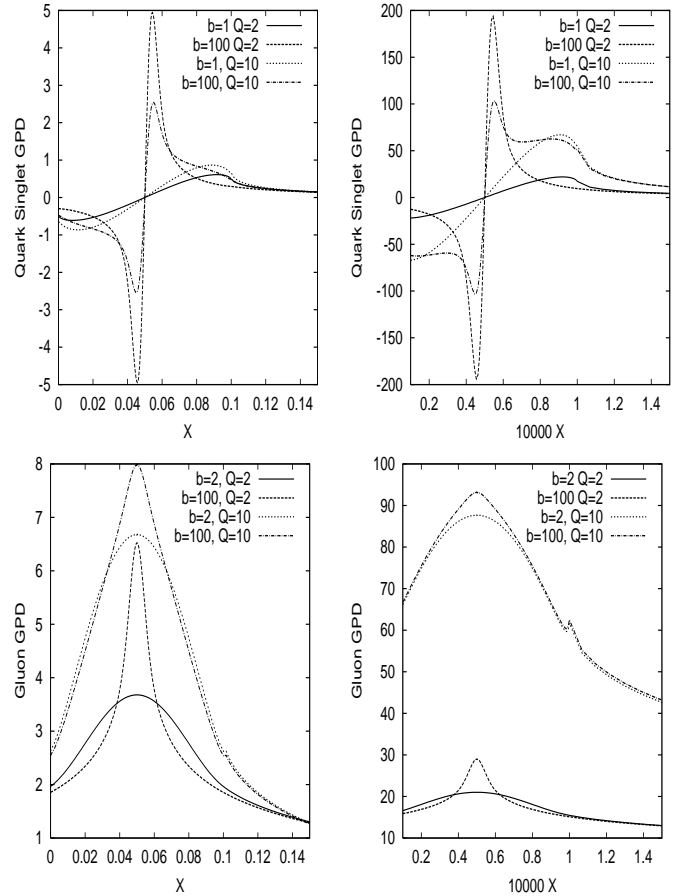 5
4
3
2
1
0
-1
-2
-3
-4
-5
Quark Singlet GPD
b=1 Q=2
b=100 Q=2
b=1, Q=10
b=100, Q=10
0 0.02 0.04 0.06 0.08 0.1 0.12 0.14
X
200
150
100
50
0
-50
-100
-150
-200
Quark Singlet GPD
b=1 Q=2
b=100 Q=2
b=1, Q=10
b=100, Q=10
0.2 0.4 0.6 0.8 1 1.2 1.4
10000 X
8
7
6
5
4
3
2
1
Gluon GPD
b=2, Q=2
b=100, Q=2
b=2, Q=10
b=100, Q=10
0 0.02 0.04 0.06 0.08 0.1 0.12 0.14
X
100
90
80
70
60
50
40
30
20
10
Gluon GPD
b=2 Q=2
b=100 Q=2
b=2, Q=10
b=100, Q=10
0.2 0.4 0.6 0.8 1 1.2 1.4
10000 X